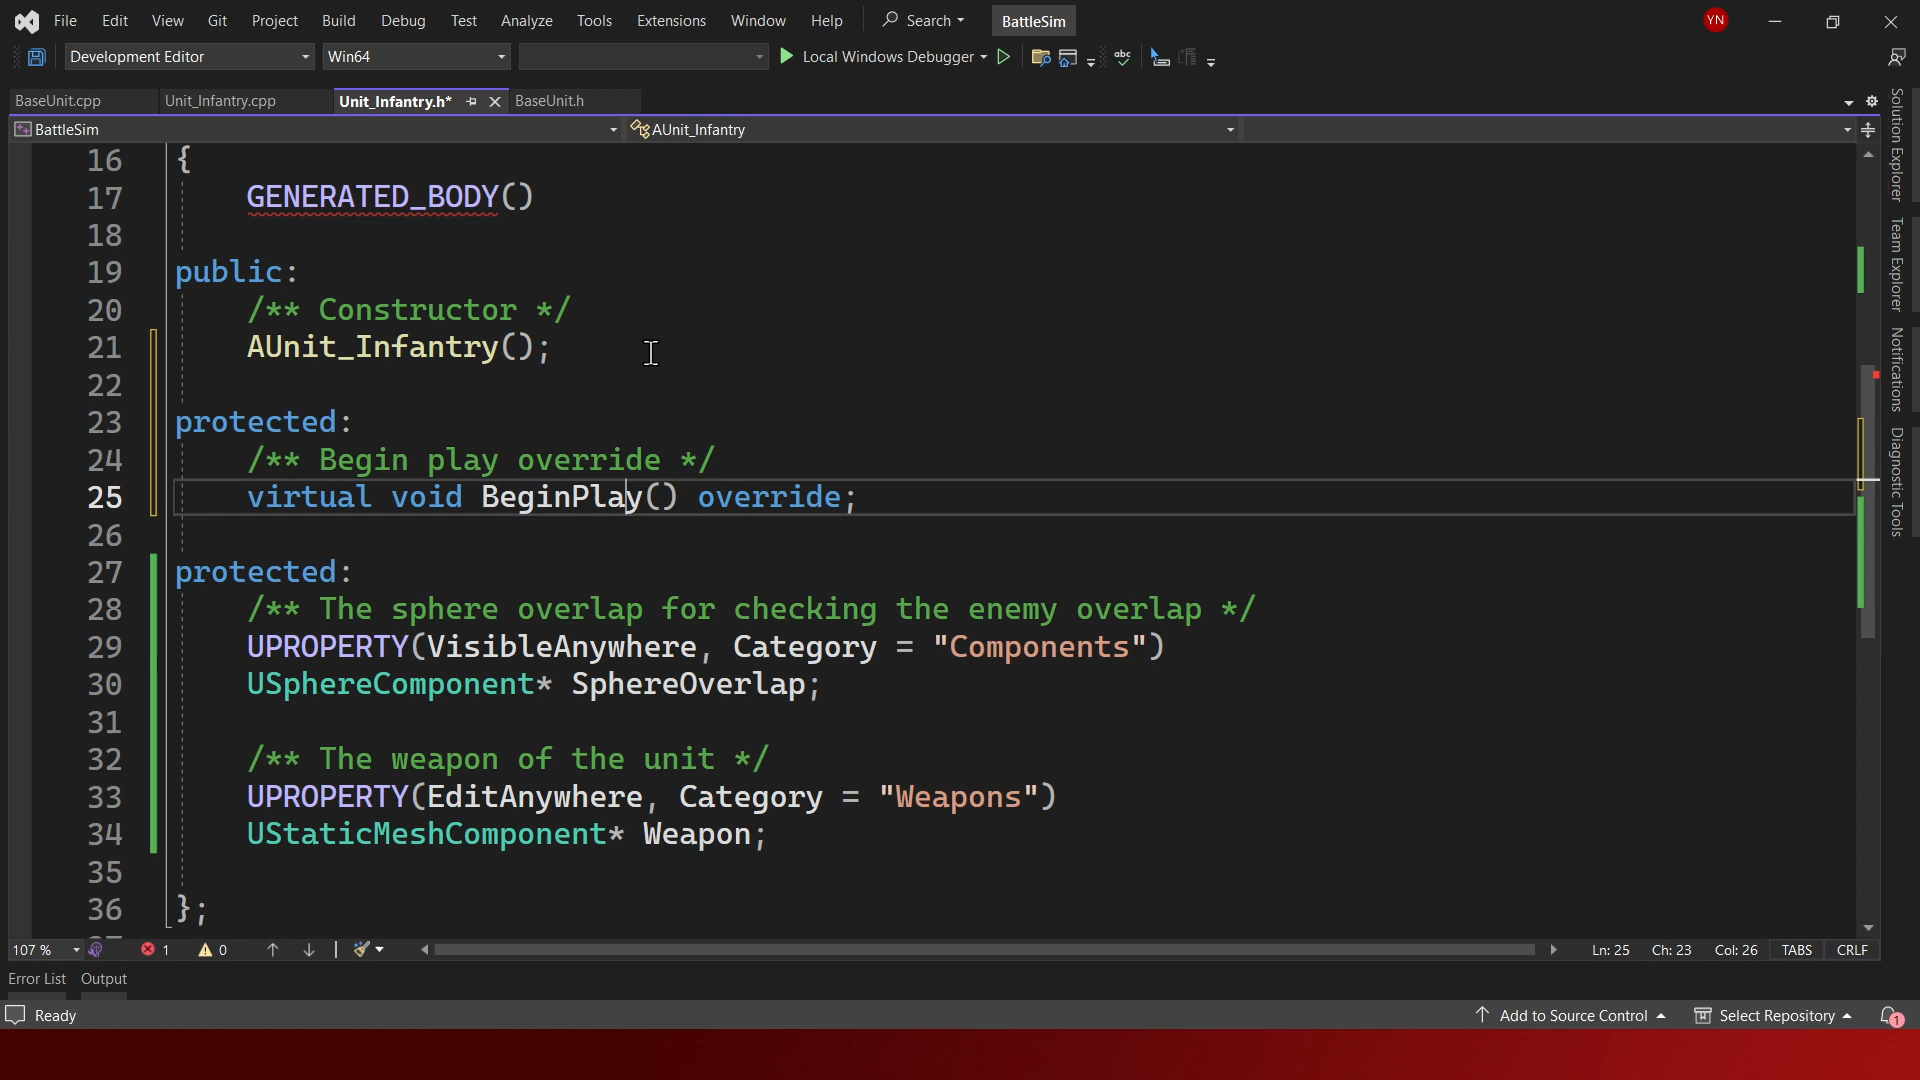 File Edit View Git Project Build Debug Test Analyze Tools Extensions Window Help Search BattleSim YN
Development Editor Win64 Local Windows Debugger
BaseUnit.cpp Unit_Infantry.cpp Unit_Infantry.h* BaseUnit.h
BattleSim AUnit_Infantry
16 {
17 GENERATED_BODY()
18
19 public:
20 /** Constructor */
21 AUnit_Infantry();
22
23 protected:
24 /** Begin play override */
25 virtual void BeginPlay() override;
26
27 protected:
28 /** The sphere overlap for checking the enemy overlap */
29 UPROPERTY(VisibleAnywhere, Category = "Components")
30 USphereComponent* SphereOverlap;
31
32 /** The weapon of the unit */
33 UPROPERTY(EditAnywhere, Category = "Weapons")
34 UStaticMeshComponent* Weapon;
35
36 };
107 % 1 0 Ln: 25 Ch: 23 Col: 26 TABS CRLF
Error List Output
Ready Add to Source Control Select Repository 1
Solution Explorer
Team Explorer
Notifications
Diagnostic Tools